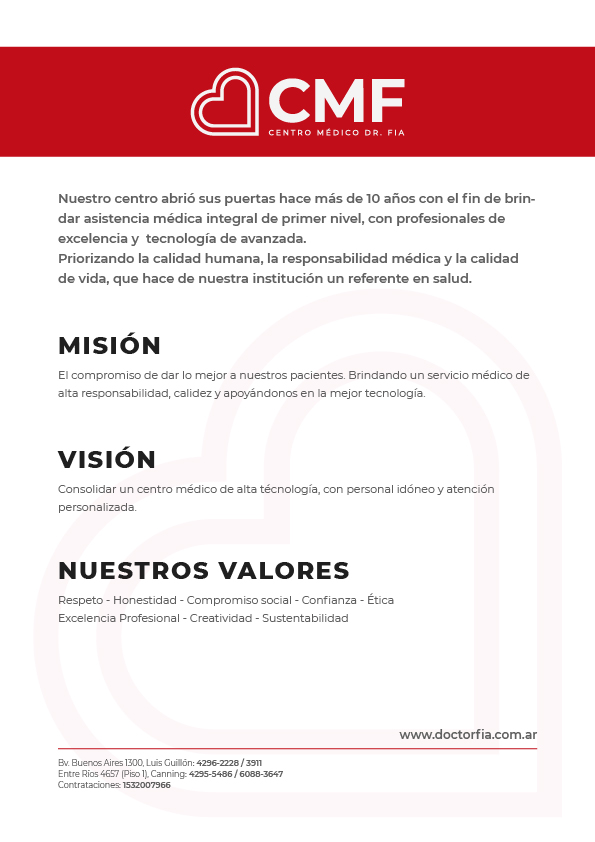 CMF
CENTRO MÉDICO DR. FIA
Nuestro centro abrió sus puertas hace más de 10 años con el fin de brin-
dar asistencia médica integral de primer nivel, con profesionales de
excelencia y  tecnología de avanzada.
Priorizando la calidad humana, la responsabilidad médica y la calidad
de vida, que hace de nuestra institución un referente en salud.
MISIÓN
El compromiso de dar lo mejor a nuestros pacientes. Brindando un servicio médico de
alta responsabilidad, calidez y apoyándonos en la mejor tecnología.
VISIÓN
Consolidar un centro médico de alta técnología, con personal idóneo y atención
personalizada.
NUESTROS VALORES
Respeto - Honestidad - Compromiso social - Confianza - Ética
Excelencia Profesional - Creatividad - Sustentabilidad
www.doctorfia.com.ar
Bv. Buenos Aires 1300, Luis Guillón: 4296-2228 / 3911
Entre Ríos 4657 (Piso 1), Canning: 4295-5486 / 6088-3647
Contrataciones: 1532007966